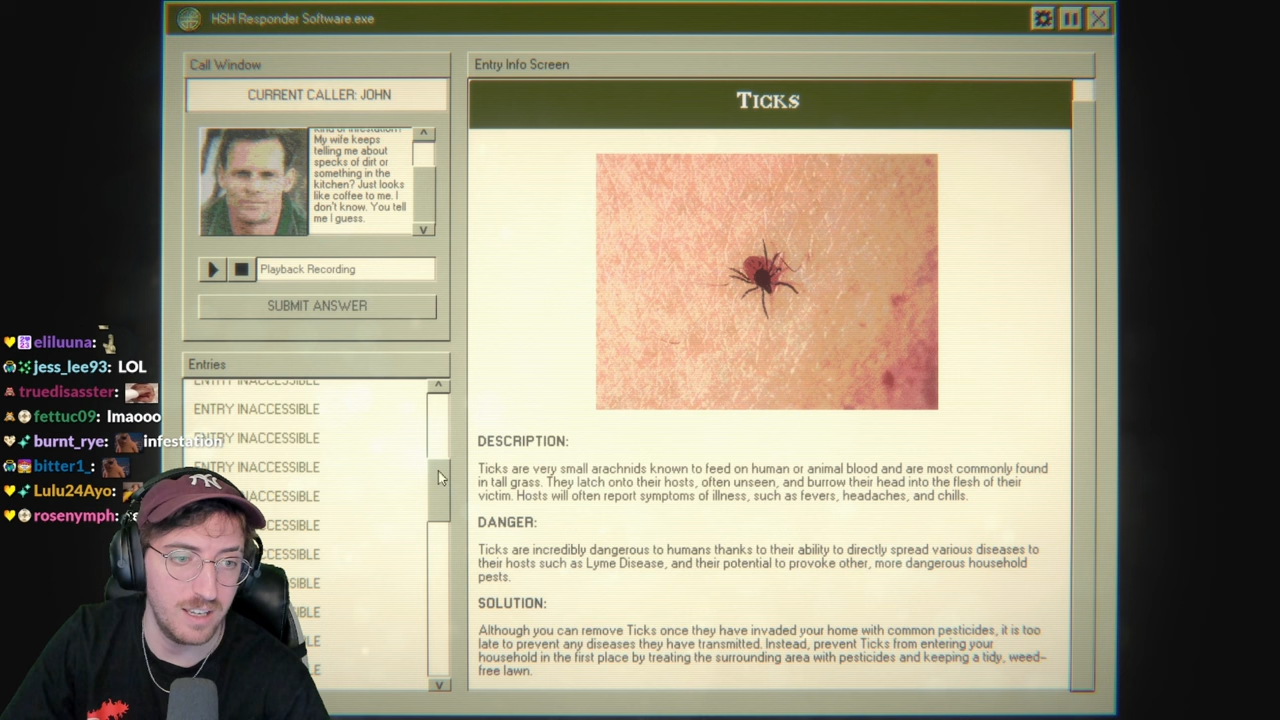 HSH Responder Software.exe
Call Window
CURRENT CALLER: JOHN
kind of infestation?
My wife keeps
telling me about
specks of dirt or
something in the
kitchen? Just looks
like coffee to me. I
don't know. You tell
me I guess.
Playback Recording
SUBMIT ANSWER
Entries
ENTRY INACCESSIBLE
ENTRY INACCESSIBLE
ENTRY INACCESSIBLE
ENTRY INACCESSIBLE
eliluuna:
jess_lee93: LOL
truedisasster:
fettuc09: lmaooo
burnt_rye: infestation
bitter1_:
Lulu24Ayo:
rosenymph:
Entry Info Screen
TICKS
DESCRIPTION:
Ticks are very small arachnids known to feed on human or animal blood and are most commonly found
in tall grass. They latch onto their hosts, often unseen, and burrow their head into the flesh of their
victim. Hosts will often report symptoms of illness, such as fevers, headaches, and chills.
DANGER:
Ticks are incredibly dangerous to humans thanks to their ability to directly spread various diseases to
their hosts such as Lyme Disease, and their potential to provoke other, more dangerous household
pests.
SOLUTION:
Although you can remove Ticks once they have invaded your home with common pesticides, it is too
late to prevent any diseases they have transmitted. Instead, prevent Ticks from entering your
household in the first place by treating the surrounding area with pesticides and keeping a tidy, weed-
free lawn.